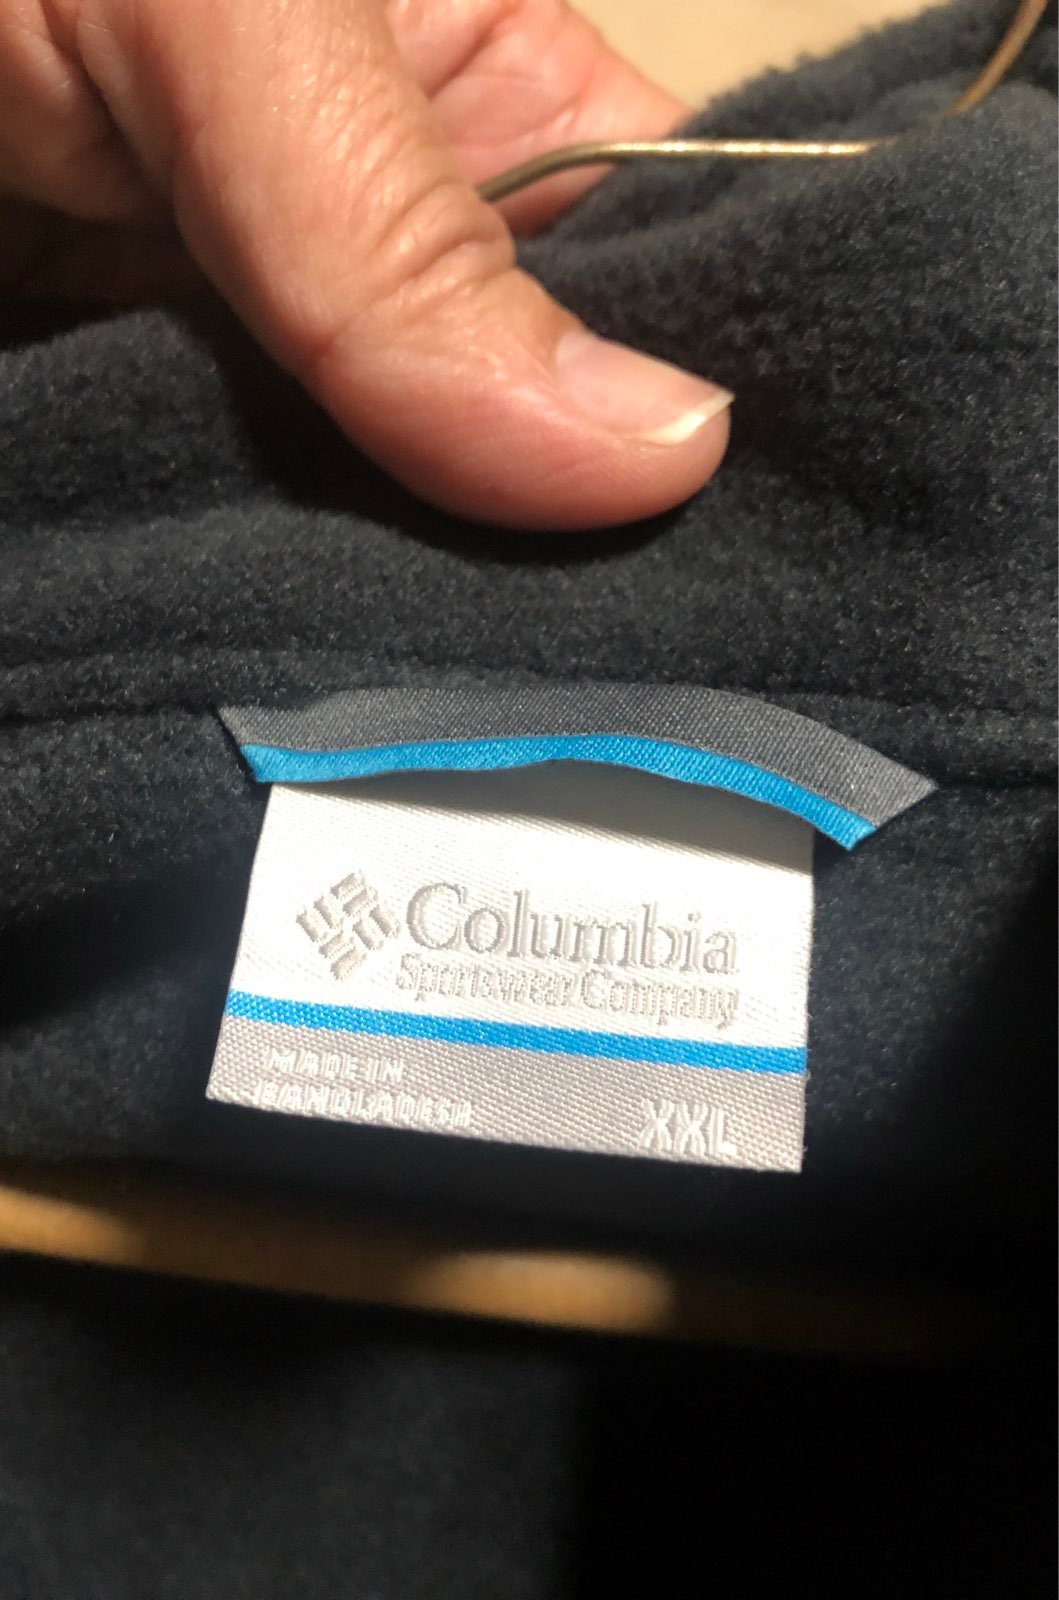 Columbia
Sportswear Company
MADE IN
BANGLADESH
XXL